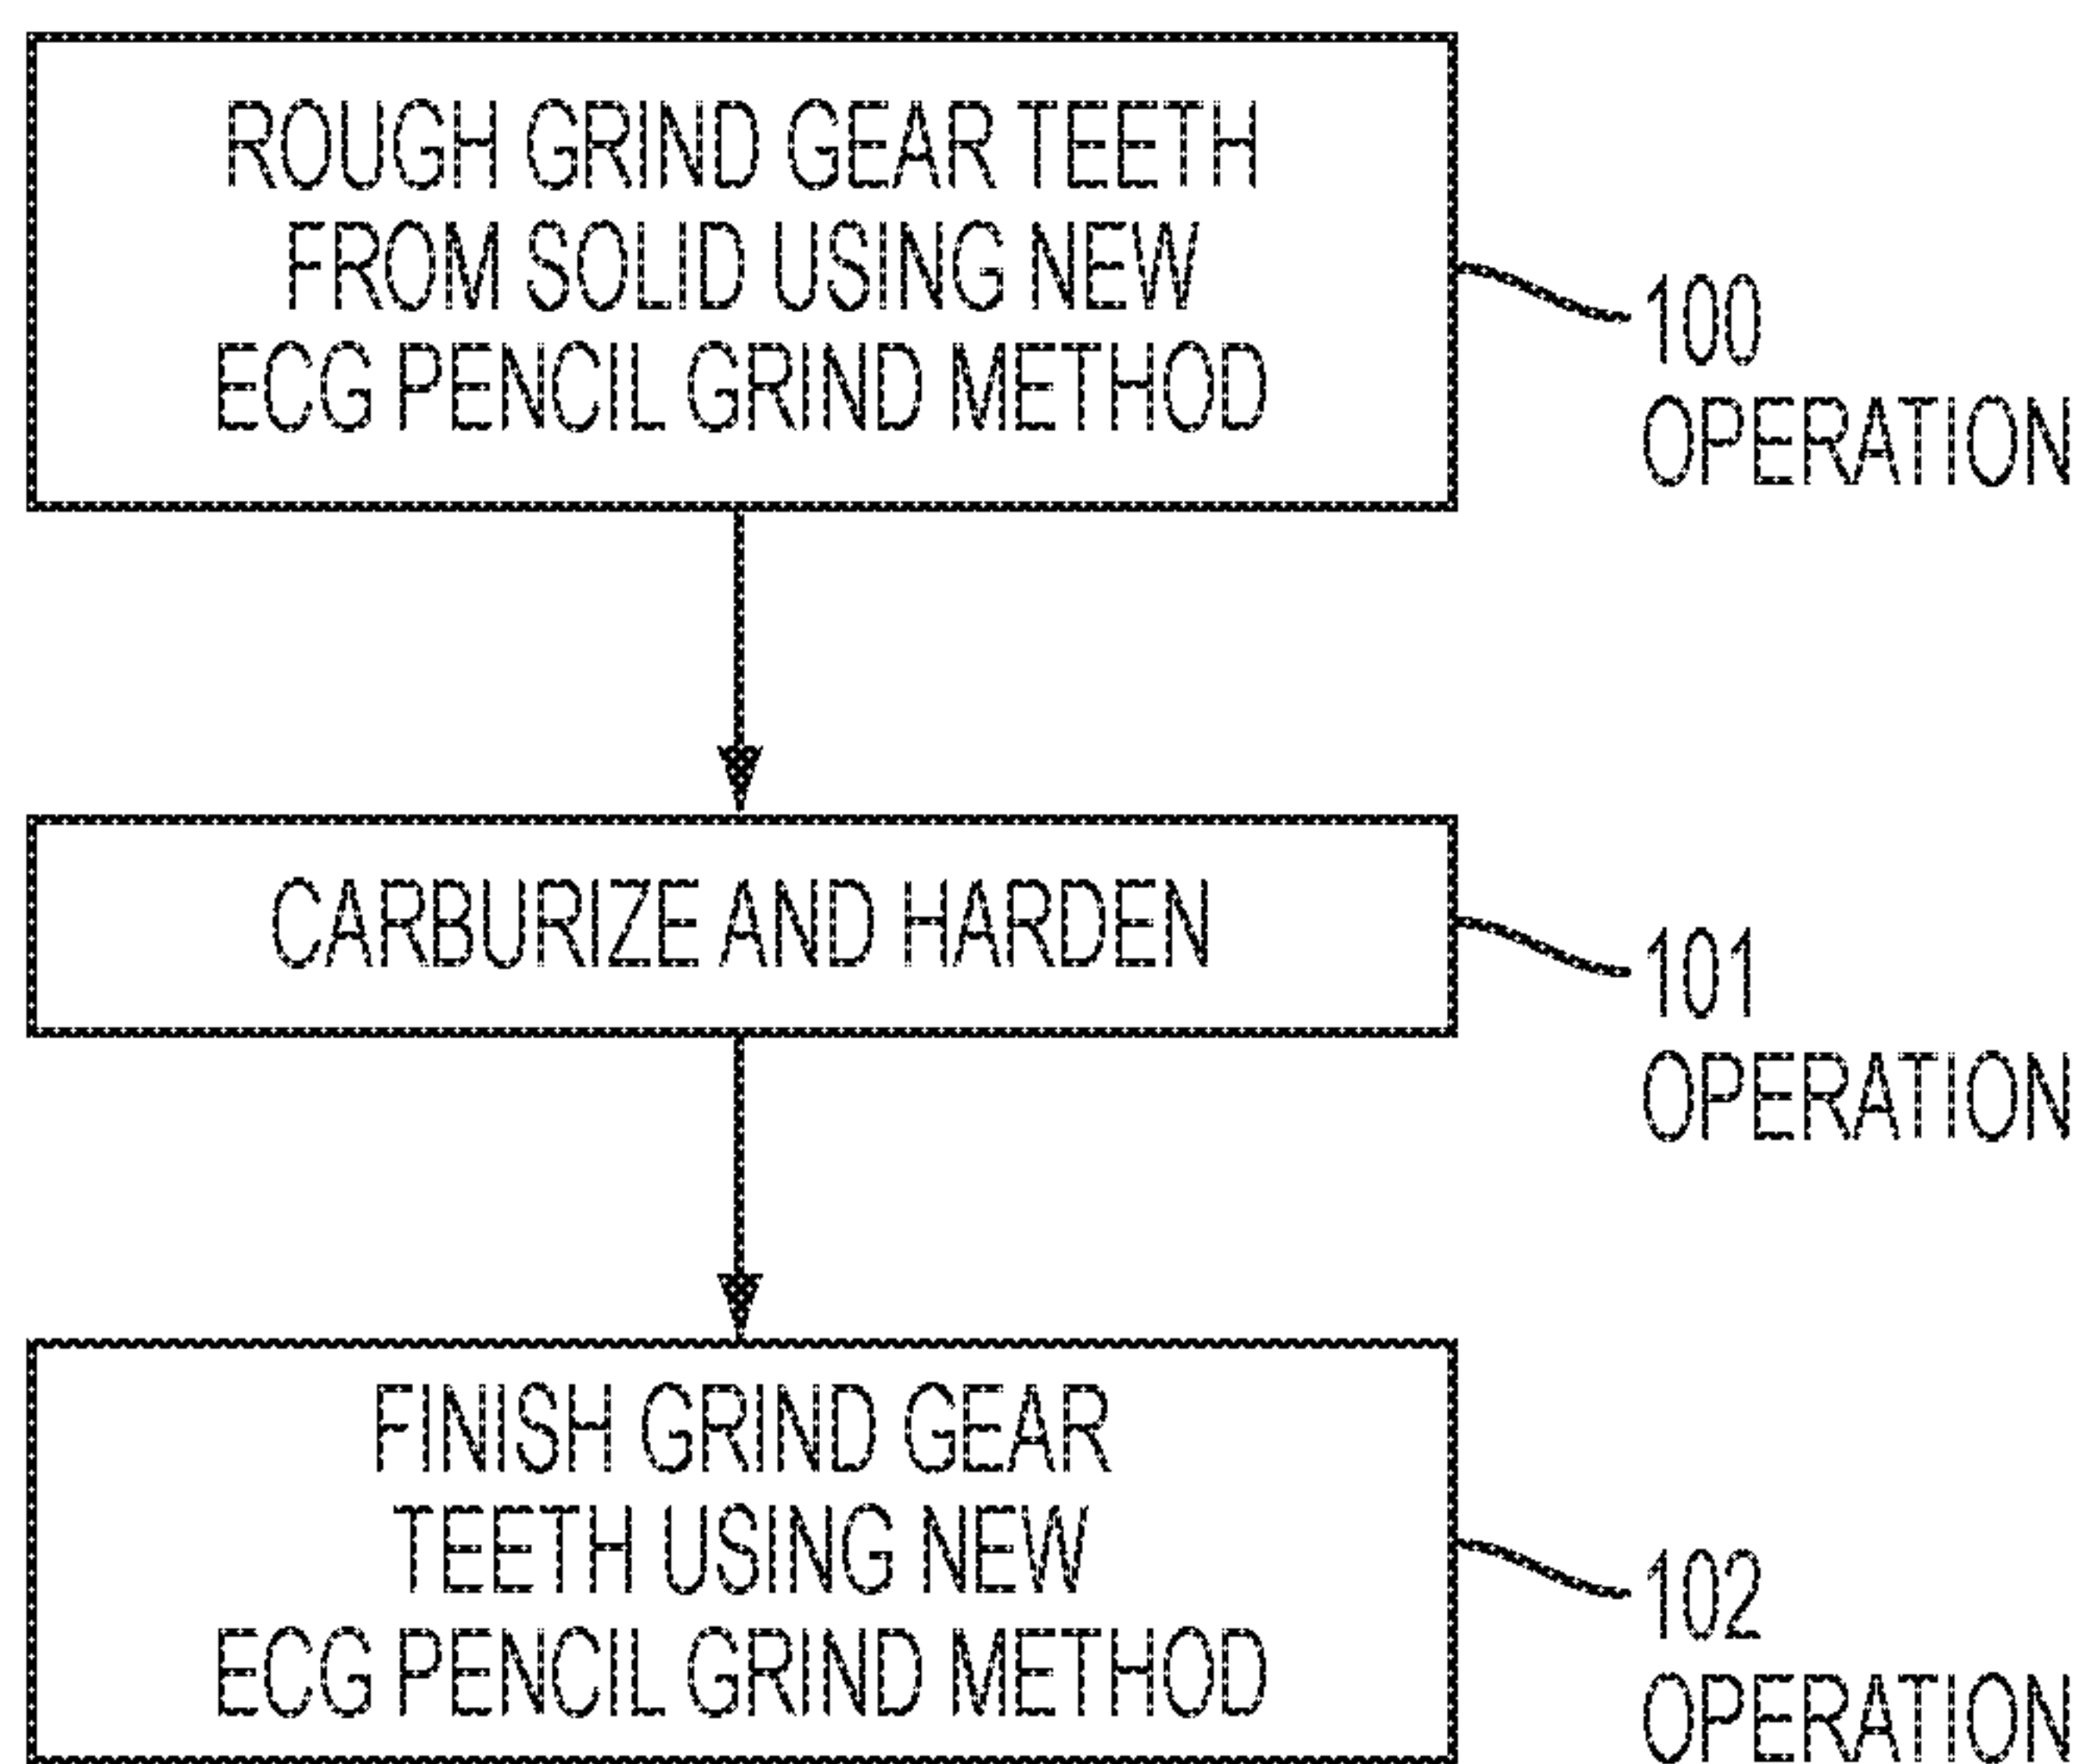 ROUGH GRIND GEAR TEETH
FROM SOLID USING NEW
ECG PENCIL GRIND METHOD
100
OPERATION
CARBURIZE AND HARDEN
101
OPERATION
FINISH GRIND GEAR
TEETH USING NEW
ECG PENCIL GRIND METHOD
102
OPERATION